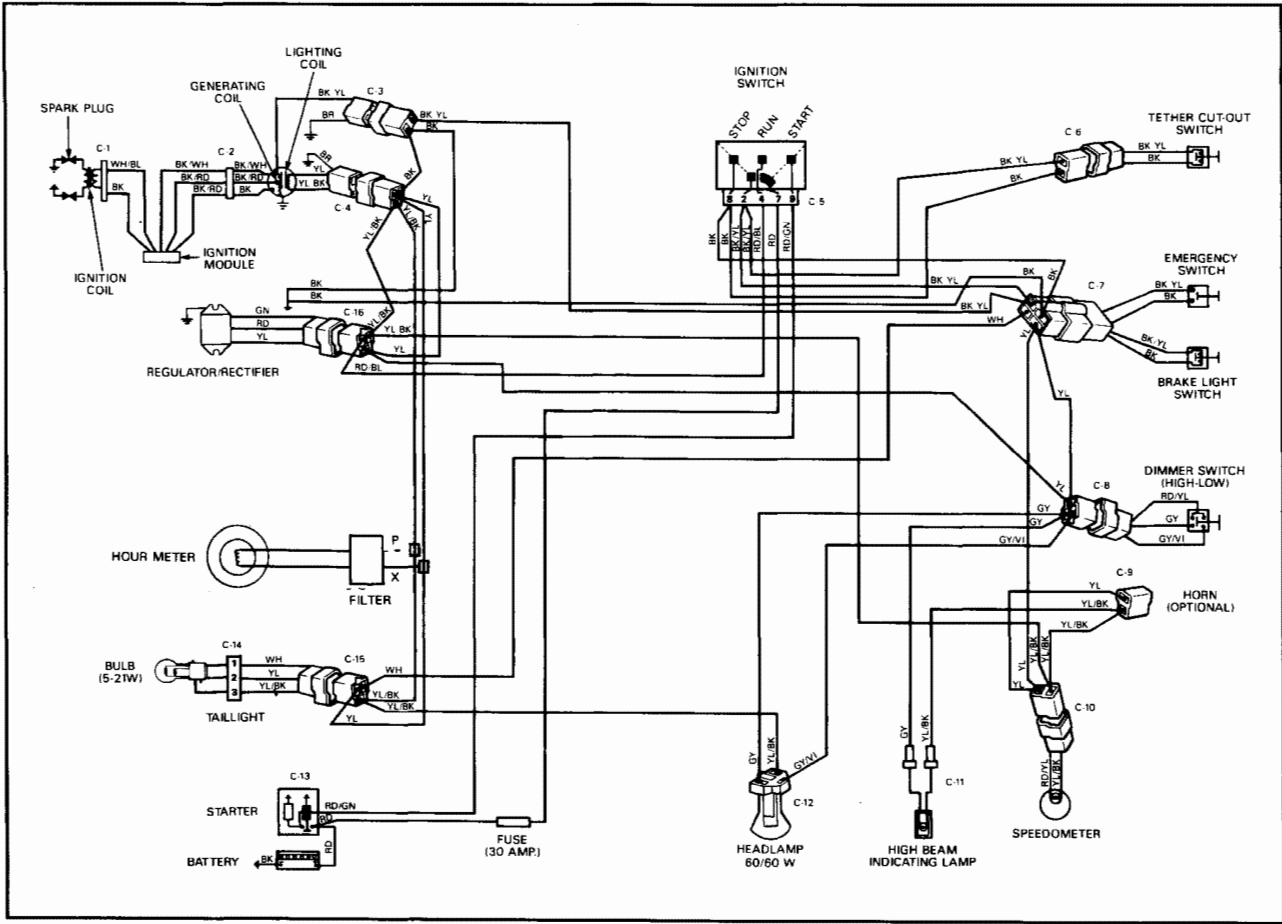 LIGHTING
COIL
GENERATING
COIL
SPARK PLUG
C-1
C-2
WH/BL
BK
BK/WH
BK/RD
BK/RD
BK/WH
BK/RD
BK
IGNITION
COIL
IGNITION
MODULE
BK YL
BR
C-3
BK YL
BK
BR
YL
YL BK
C-4
BK
YL
YL
YL/BK
YL/BK
IGNITION
SWITCH
STOP
RUN
START
8 2 4 7 9
C 5
BK
BK
BK/YL
BK/YL
RD/BL
RD
RD/GN
C 6
BK YL
BK
BK YL
BK
TETHER CUT-OUT
SWITCH
BK
BK
BK
BK
BK YL
BK YL
WH
C-7
BK YL
BK
EMERGENCY
SWITCH
BK/YL
BK
BRAKE LIGHT
SWITCH
YL
YL
GN
RD
YL
C-16
YL/BK
YL BK
YL
RD BL
REGULATOR/RECTIFIER
YL
GY
GY
GY/VI
C-8
RD/YL
GY
GY/VI
DIMMER SWITCH
(HIGH-LOW)
HOUR METER
P
X
FILTER
C-9
YL
YL/BK
YL/BK
HORN
(OPTIONAL)
YL
YL
YL/BK
YL/BK
C-10
RD/YL
YL/BK
SPEEDOMETER
BULB
(5-21W)
C-14
1
2
3
WH
YL
YL/BK
C-15
WH
YL/BK
YL/BK
YL
TAILLIGHT
C-13
STARTER
RD/GN
RD
RD
BATTERY
BK
FUSE
(30 AMP.)
GY
YL/BK
GY/VI
C-12
HEADLAMP
60/60 W
GY
YL/BK
C-11
HIGH BEAM
INDICATING LAMP